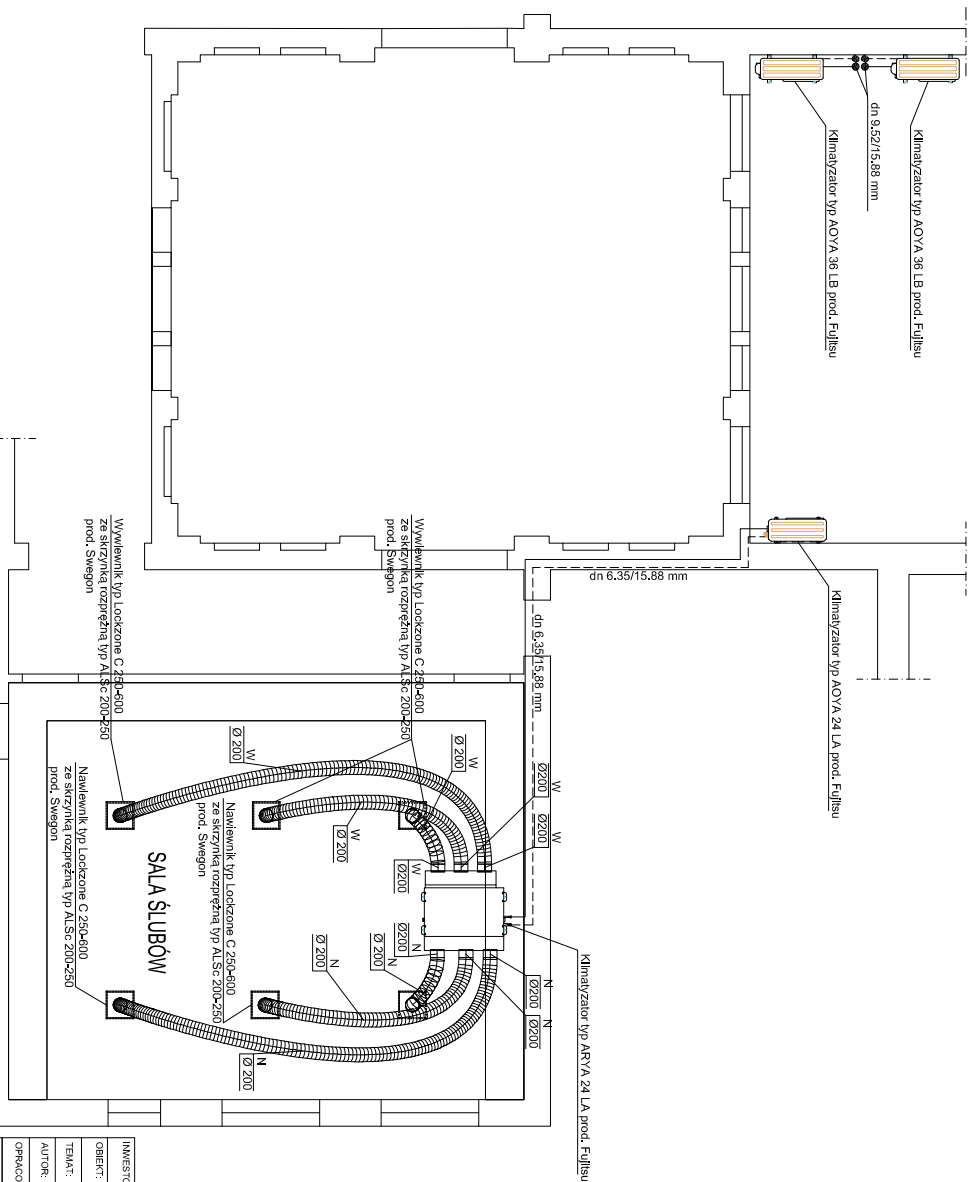 Klimatyzator typ AOYA 36 LB prod. Fujitsu
Klimatyzator typ AOYA 36 LB prod. Fujitsu
dn 9.52/15.88 mm
Klimatyzator typ AOYA 24 LA prod. Fujitsu
dn 6.35/15.88 mm
dn 6.35/15.88 mm
Klimatyzator typ ARYA 24 LA prod. Fujitsu
Wywiewnik typ Lockzone C 250-600
ze skrzynką rozprężną typ ALSc 200-250
prod. Swegon
Wywiewnik typ Lockzone C 250-600
ze skrzynką rozprężną typ ALSc 200-250
prod. Swegon
W
Ø200
W
Ø200
W
Ø 200
W
Ø 200
W
Ø 200
W
Ø200
N
Ø200
N
Ø200
N
Ø200
N
Ø 200
N
Ø 200
N
Ø 200
Nawiewnik typ Lockzone C 250-600
ze skrzynką rozprężną typ ALSc 200-250
prod. Swegon
SALA ŚLUBÓW
Nawiewnik typ Lockzone C 250-600
ze skrzynką rozprężną typ ALSc 200-250
prod. Swegon
INWESTO
OBIEKT:
TEMAT:
AUTOR:
OPRACO